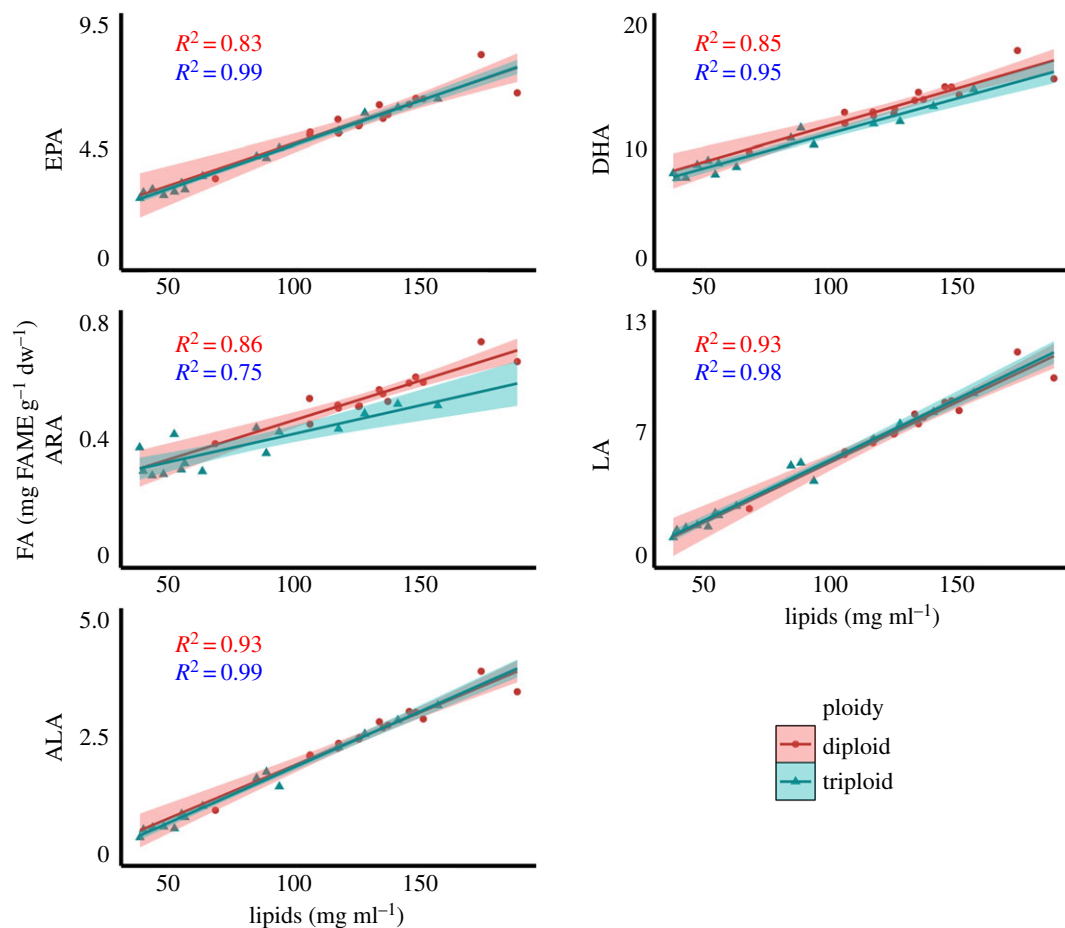 9.5
R² = 0.83
R² = 0.99
EPA
4.5
0
50 100 150
20
R² = 0.85
R² = 0.95
DHA
10
0
50 100 150
FA (mg FAME g⁻¹ dw⁻¹)
0.8
R² = 0.86
R² = 0.75
ARA
0.4
0
50 100 150
13
R² = 0.93
R² = 0.98
LA
7
0
50 100 150
lipids (mg ml⁻¹)
5.0
R² = 0.93
R² = 0.99
ALA
2.5
0
50 100 150
lipids (mg ml⁻¹)
ploidy
diploid
triploid